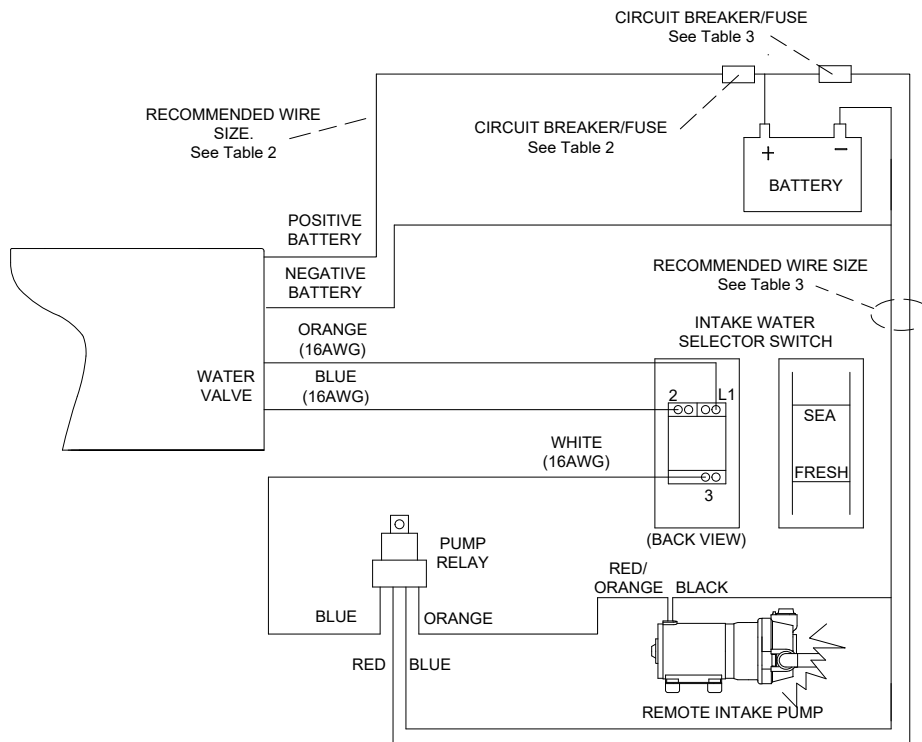 CIRCUIT BREAKER/FUSE
See Table 3
RECOMMENDED WIRE
SIZE.
See Table 2
CIRCUIT BREAKER/FUSE
See Table 2
+ −
BATTERY
POSITIVE
BATTERY
NEGATIVE
BATTERY
RECOMMENDED WIRE SIZE
See Table 3
ORANGE
(16AWG)
INTAKE WATER
SELECTOR SWITCH
WATER
VALVE
BLUE
(16AWG)
2
L1
SEA
WHITE
(16AWG)
FRESH
3
(BACK VIEW)
PUMP
RELAY
RED/
ORANGE
BLACK
BLUE
ORANGE
RED
BLUE
REMOTE INTAKE PUMP